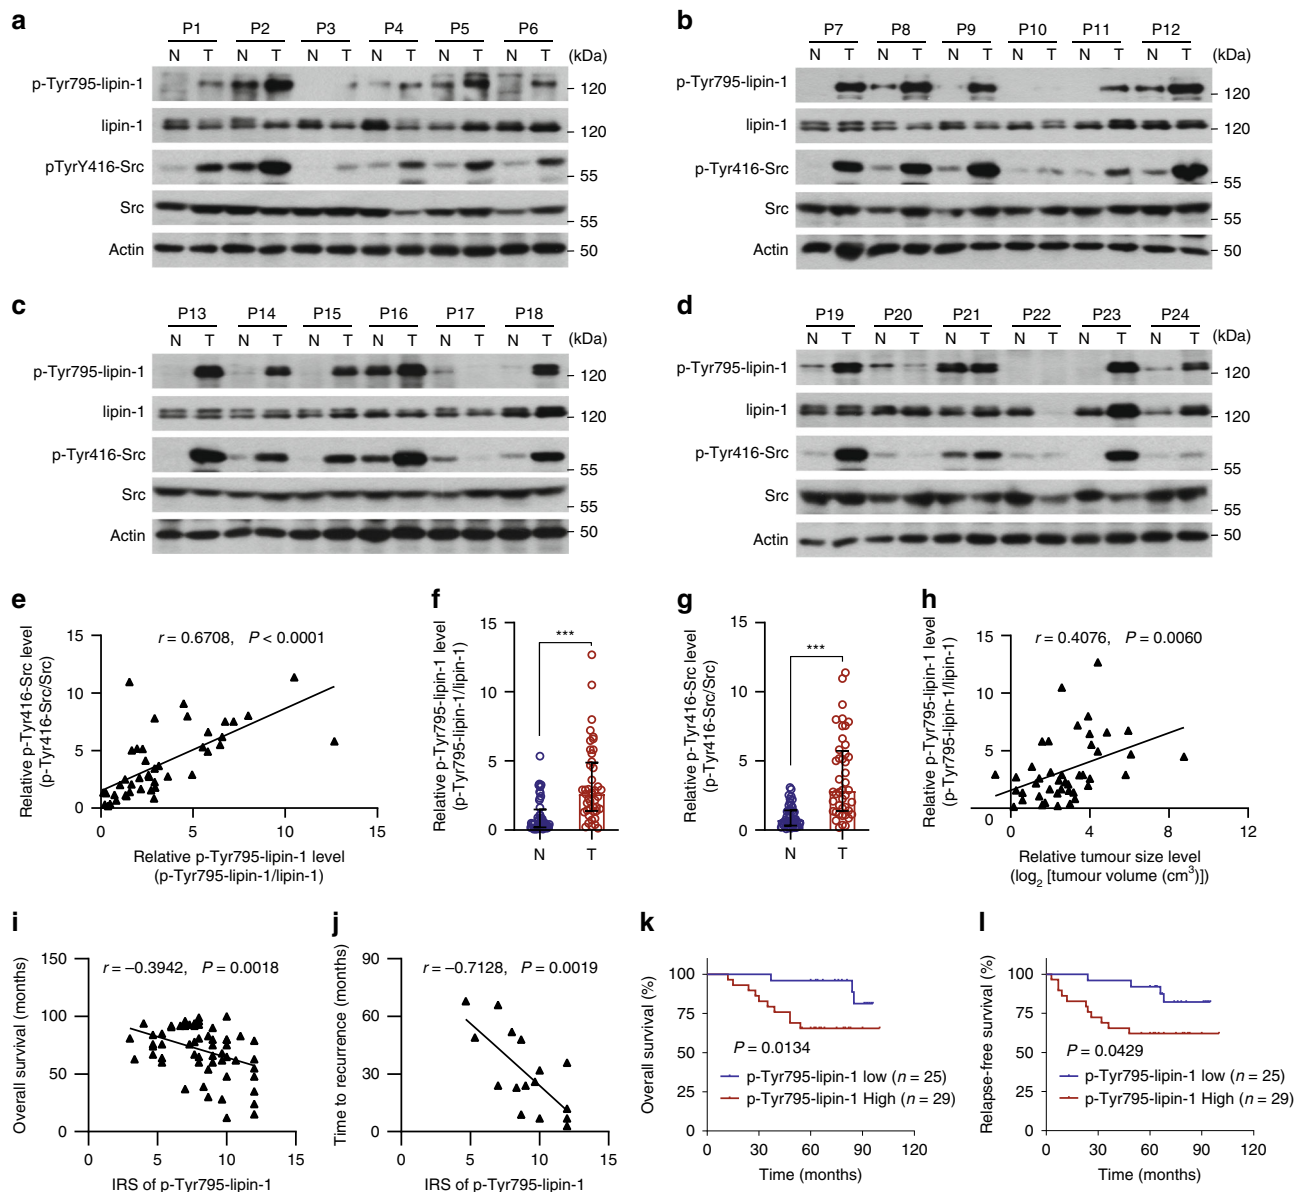 a
P1 P2 P3 P4 P5 P6
N T N T N T N T N T N T (kDa)
p-Tyr795-lipin-1
120
lipin-1
120
pTyrY416-Src
55
Src
55
Actin
50
b
P7 P8 P9 P10 P11 P12
N T N T N T N T N T N T (kDa)
p-Tyr795-lipin-1
120
lipin-1
120
p-Tyr416-Src
55
Src
55
Actin
50
c
P13 P14 P15 P16 P17 P18
N T N T N T N T N T N T (kDa)
p-Tyr795-lipin-1
120
lipin-1
120
p-Tyr416-Src
55
Src
55
Actin
50
d
P19 P20 P21 P22 P23 P24
N T N T N T N T N T N T (kDa)
p-Tyr795-lipin-1
120
lipin-1
120
p-Tyr416-Src
55
Src
55
Actin
50
e
Relative p-Tyr416-Src level
(p-Tyr416-Src/Src)
15
10
5
0
r = 0.6708, P < 0.0001
0 5 10 15
Relative p-Tyr795-lipin-1 level
(p-Tyr795-lipin-1/lipin-1)
f
Relative p-Tyr795-lipin-1 level
(p-Tyr795-lipin-1/lipin-1)
15
10
5
0
***
N T
g
Relative p-Tyr416-Src level
(p-Tyr416-Src/Src)
15
10
5
0
***
N T
h
Relative p-Tyr795-lipin-1 level
(p-Tyr795-lipin-1/lipin-1)
15
10
5
0
r = 0.4076, P = 0.0060
0 4 8 12
Relative tumour size level
(log2 [tumour volume (cm3)])
i
Overall survival (months)
150
100
50
0
r = –0.3942, P = 0.0018
0 5 10 15
IRS of p-Tyr795-lipin-1
j
Time to recurrence (months)
90
60
30
0
r = –0.7128, P = 0.0019
0 5 10 15
IRS of p-Tyr795-lipin-1
k
Overall survival (%)
100
75
50
25
0
P = 0.0134
p-Tyr795-lipin-1 low (n = 25)
p-Tyr795-lipin-1 High (n = 29)
0 30 60 90 120
Time (months)
l
Relapse-free survival (%)
100
75
50
25
0
P = 0.0429
p-Tyr795-lipin-1 low (n = 25)
p-Tyr795-lipin-1 High (n = 29)
0 30 60 90 120
Time (months)